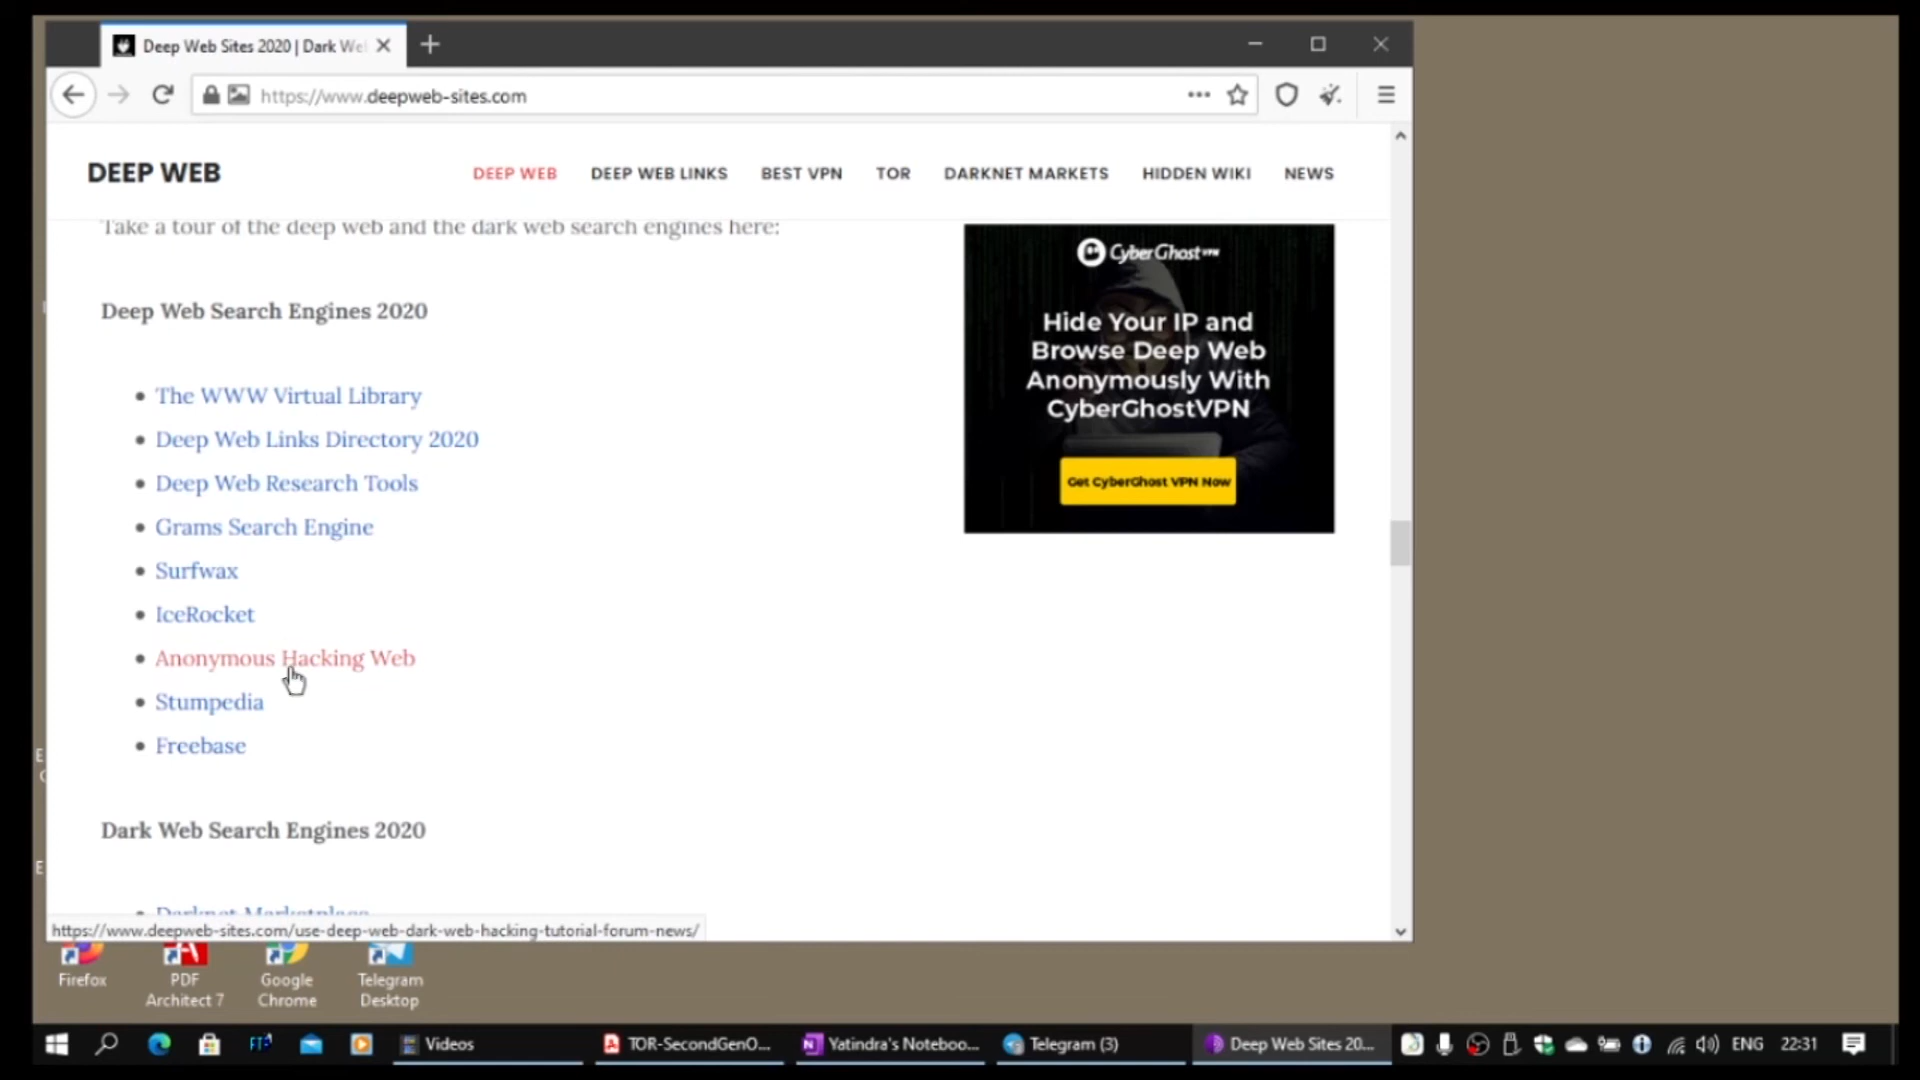 Deep Web Sites 2020 | Dark We
https://www.deepweb-sites.com
DEEP WEB
DEEP WEB
DEEP WEB LINKS
BEST VPN
TOR
DARKNET MARKETS
HIDDEN WIKI
NEWS
Take a tour of the deep web and the dark web search engines here:
Deep Web Search Engines 2020
The WWW Virtual Library
Deep Web Links Directory 2020
Deep Web Research Tools
Grams Search Engine
Surfwax
IceRocket
Anonymous Hacking Web
Stumpedia
Freebase
Dark Web Search Engines 2020
Darknet Marketplace
CyberGhost VPN
Hide Your IP and
Browse Deep Web
Anonymously With
CyberGhostVPN
Get CyberGhost VPN Now
https://www.deepweb-sites.com/use-deep-web-dark-web-hacking-tutorial-forum-news/
E
E
Firefox
PDF
Architect 7
Google
Chrome
Telegram
Desktop
Videos
TOR-SecondGenO...
Yatindra's Noteboo...
Telegram (3)
Deep Web Sites 20...
ENG
22:31